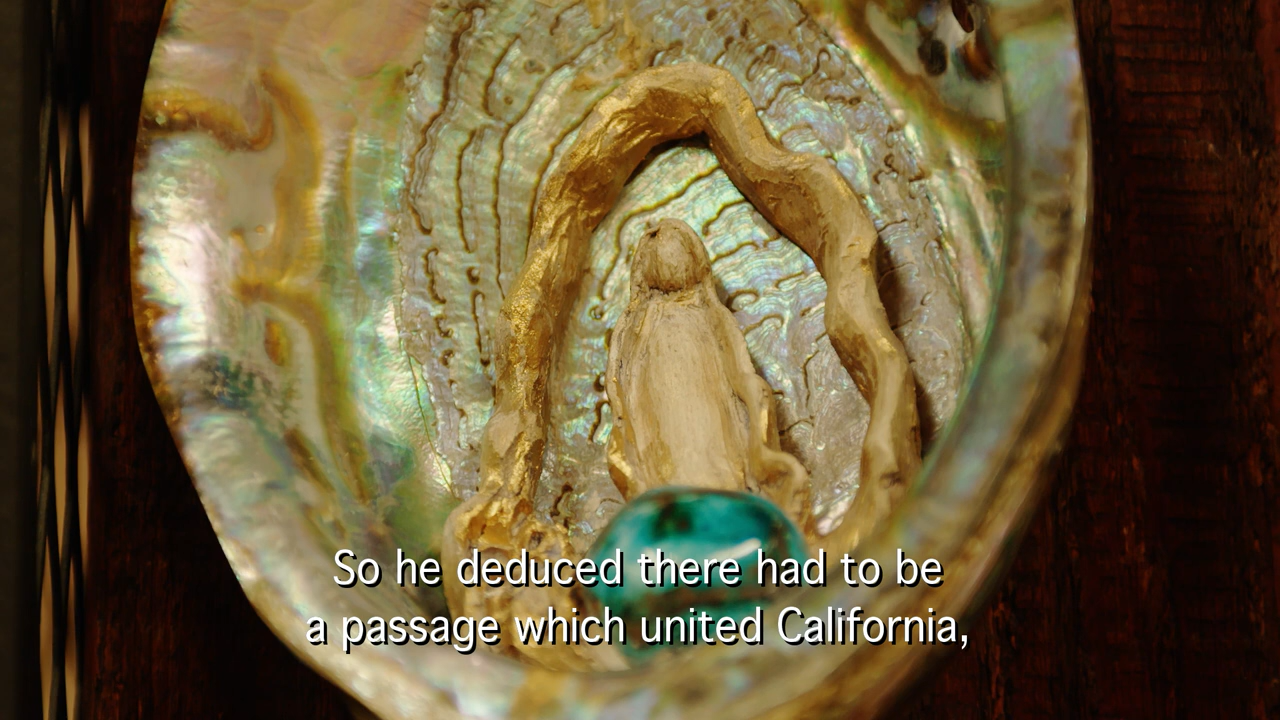 So he deduced there had to be
a passage which united California,